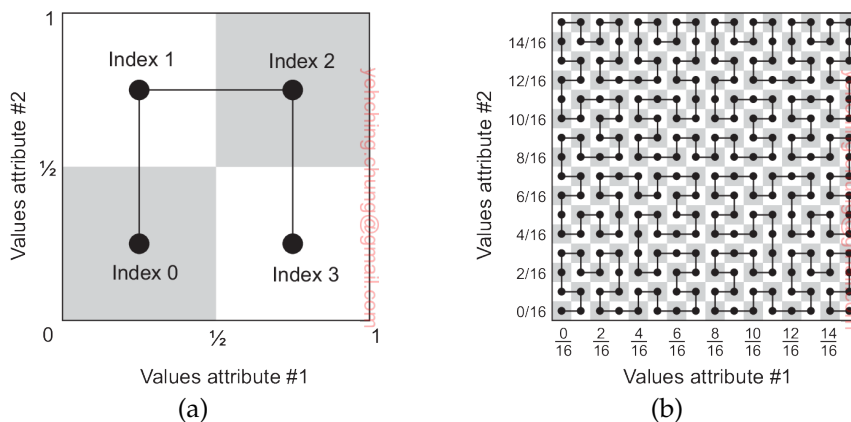 1
Index 1
Index 2
Values attribute #2
½
Index 0
Index 3
0
½
1
Values attribute #1
(a)
yehching.chung@gmail.com
14/16
12/16
10/16
8/16
6/16
4/16
2/16
0/16
Values attribute #2
0/16 2/16 4/16 6/16 8/16 10/16 12/16 14/16
Values attribute #1
(b)